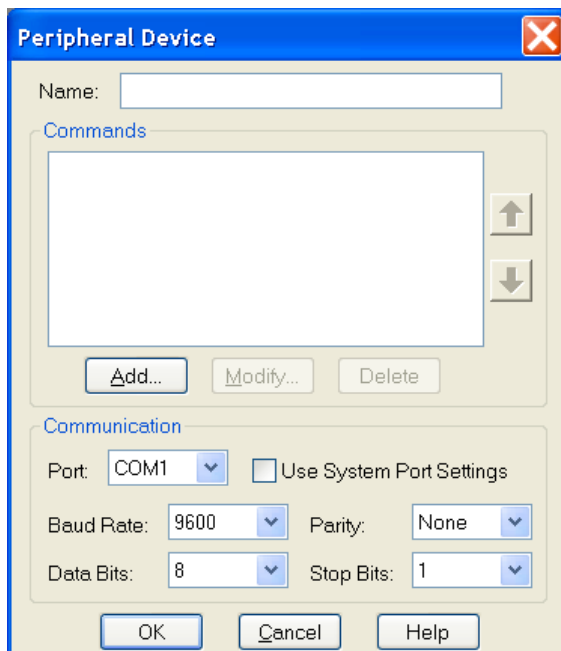 Peripheral Device
Name:
Commands
Add... Modify... Delete
Communication
Port: COM1 Use System Port Settings
Baud Rate: 9600 Parity: None
Data Bits: 8 Stop Bits: 1
OK Cancel Help